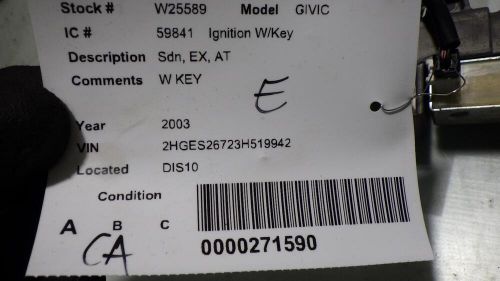 Stock # W25589 Model GIVIC
IC # 59841 Ignition W/Key
Description Sdn, EX, AT
Comments W KEY
E
Year 2003
VIN 2HGES26723H519942
Located DIS10
Condition
A B C
CA
0000271590